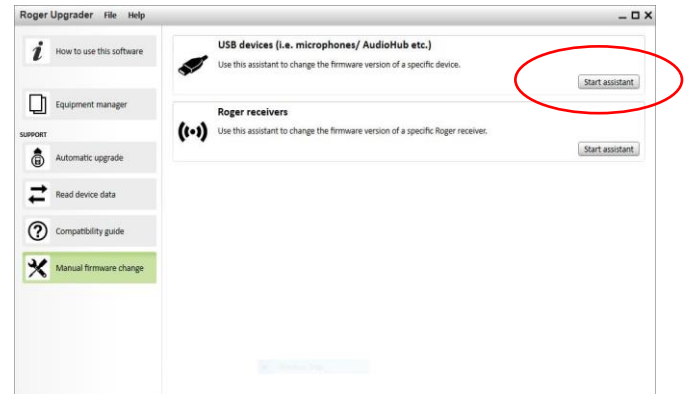 Roger Upgrader File Help
How to use this software
Equipment manager
SUPPORT
Automatic upgrade
Read device data
Compatibility guide
Manual firmware change
USB devices (i.e. microphones/ AudioHub etc.)
Use this assistant to change the firmware version of a specific device.
Start assistant
Roger receivers
Use this assistant to change the firmware version of a specific Roger receiver.
Start assistant